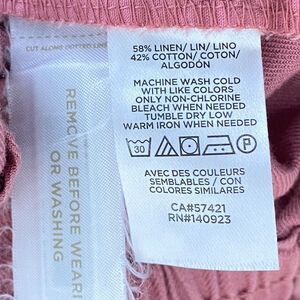 CUT ALONG DOTTED LINE
REMOVE BEFORE WEARI
OR WASHING
58% LINEN/ LIN/ LINO
42% COTTON/ COTON/
ALGODÓN
MACHINE WASH COLD
WITH LIKE COLORS
ONLY NON-CHLORINE
BLEACH WHEN NEEDED
TUMBLE DRY LOW
WARM IRON WHEN NEEDED
30
P
AVEC DES COULEURS
SEMBLABLES / CON
COLORES SIMILARES
CA#57421
RN#140923